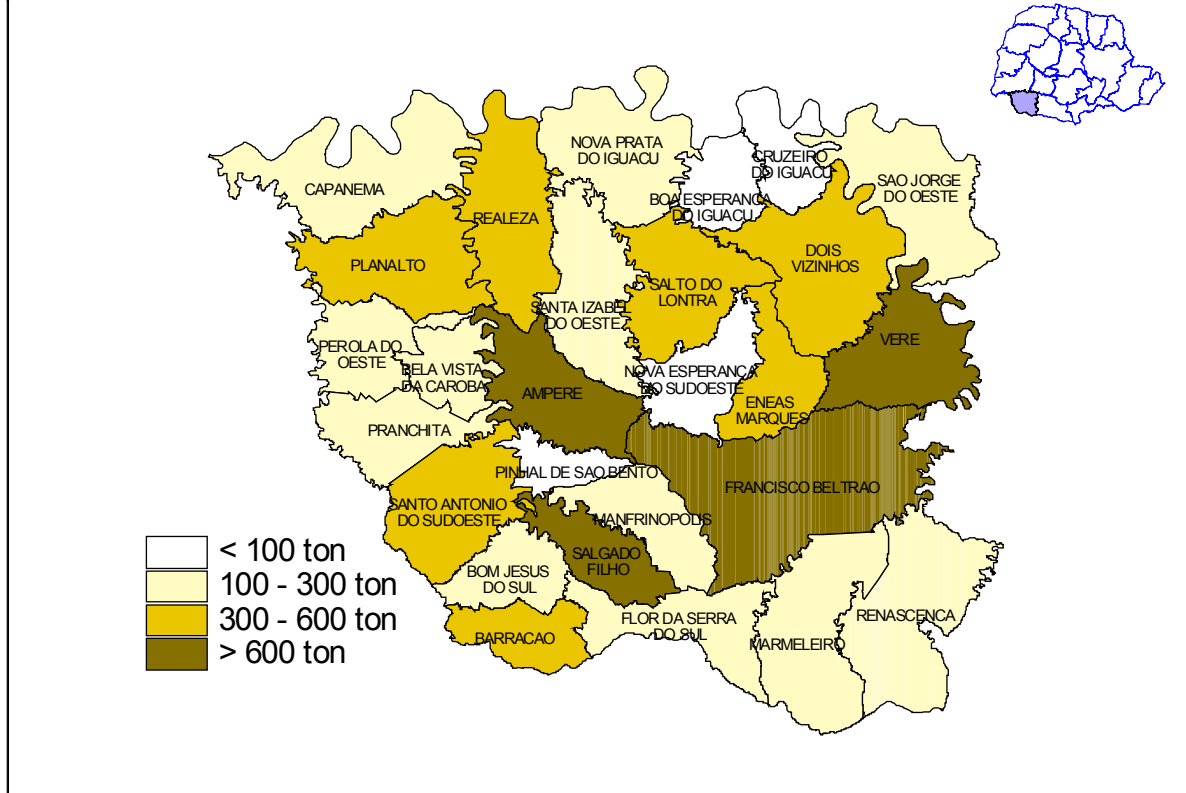 NOVA PRATA
DO IGUACU
CRUZEIRO
DO IGUACU
CAPANEMA
SAO JORGE
DO OESTE
BOA ESPERANCA
DO IGUACU
REALEZA
DOIS
VIZINHOS
PLANALTO
SALTO DO
LONTRA
SANTA IZABEL
DO OESTE
VERE
PEROLA DO
OESTE
BELA VISTA
DA CAROBA
NOVA ESPERANCA
DO SUDOESTE
AMPERE
ENEAS
MARQUES
PRANCHITA
PINHAL DE SAO BENTO
FRANCISCO BELTRAO
SANTO ANTONIO
DO SUDOESTE
MANFRINOPOLIS
SALGADO
FILHO
BOM JESUS
DO SUL
FLOR DA SERRA
DO SUL
RENASCENCA
BARRACAO
MARMELEIRO
< 100 ton
100 - 300 ton
300 - 600 ton
> 600 ton